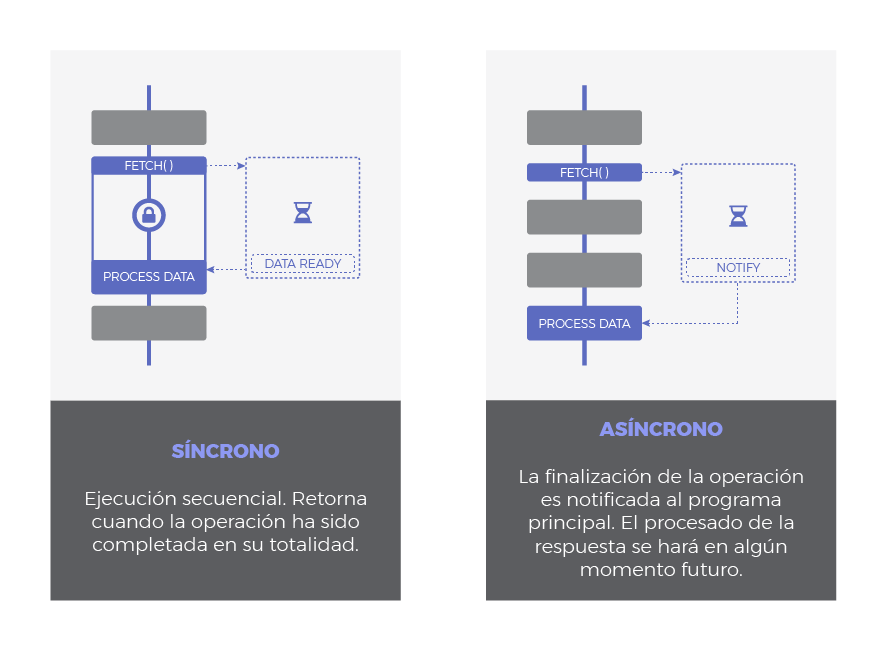 FETCH( )
DATA READY
PROCESS DATA
SÍNCRONO
Ejecución secuencial. Retorna
cuando la operación ha sido
completada en su totalidad.
FETCH( )
NOTIFY
PROCESS DATA
ASÍNCRONO
La finalización de la operación
es notificada al programa
principal. El procesado de la
respuesta se hará en algún
momento futuro.